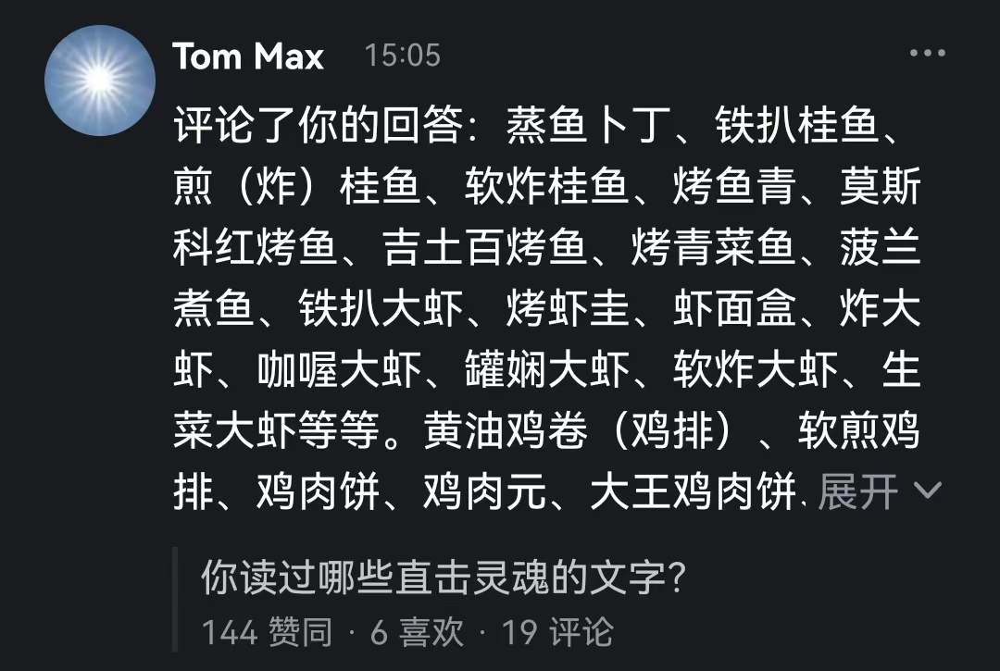 Tom Max 15:05
评论了你的回答：蒸鱼卜丁、铁扒桂鱼、
煎（炸）桂鱼、软炸桂鱼、烤鱼青、莫斯
科红烤鱼、吉土百烤鱼、烤青菜鱼、菠兰
煮鱼、铁扒大虾、烤虾圭、虾面盒、炸大
虾、咖喔大虾、罐娴大虾、软炸大虾、生
菜大虾等等。黄油鸡卷（鸡排）、软煎鸡
排、鸡肉饼、鸡肉元、大王鸡肉饼、展开
你读过哪些直击灵魂的文字？
144 赞同 · 6 喜欢 · 19 评论